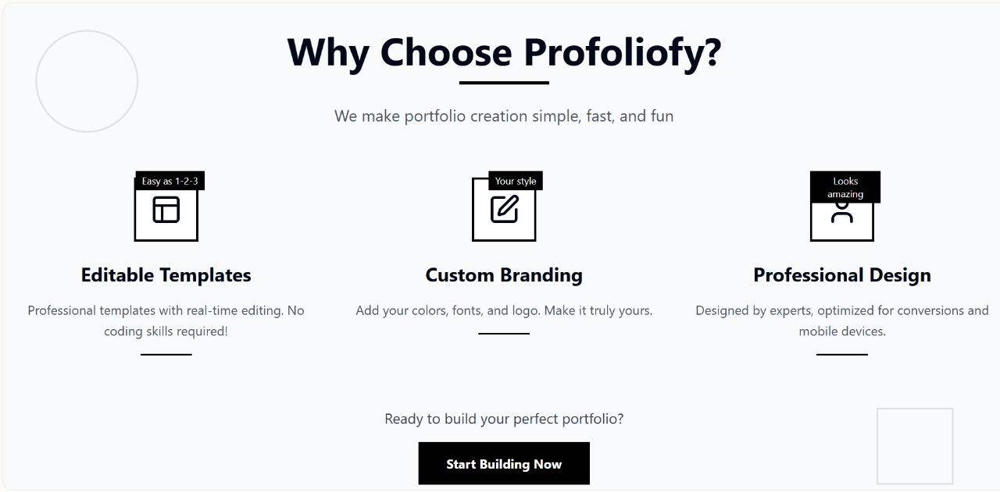 Why Choose Profoliofy?
We make portfolio creation simple, fast, and fun
Easy as 1-2-3
Editable Templates
Professional templates with real-time editing. No
coding skills required!
Your style
Custom Branding
Add your colors, fonts, and logo. Make it truly yours.
Looks
amazing
Professional Design
Designed by experts, optimized for conversions and
mobile devices.
Ready to build your perfect portfolio?
Start Building Now